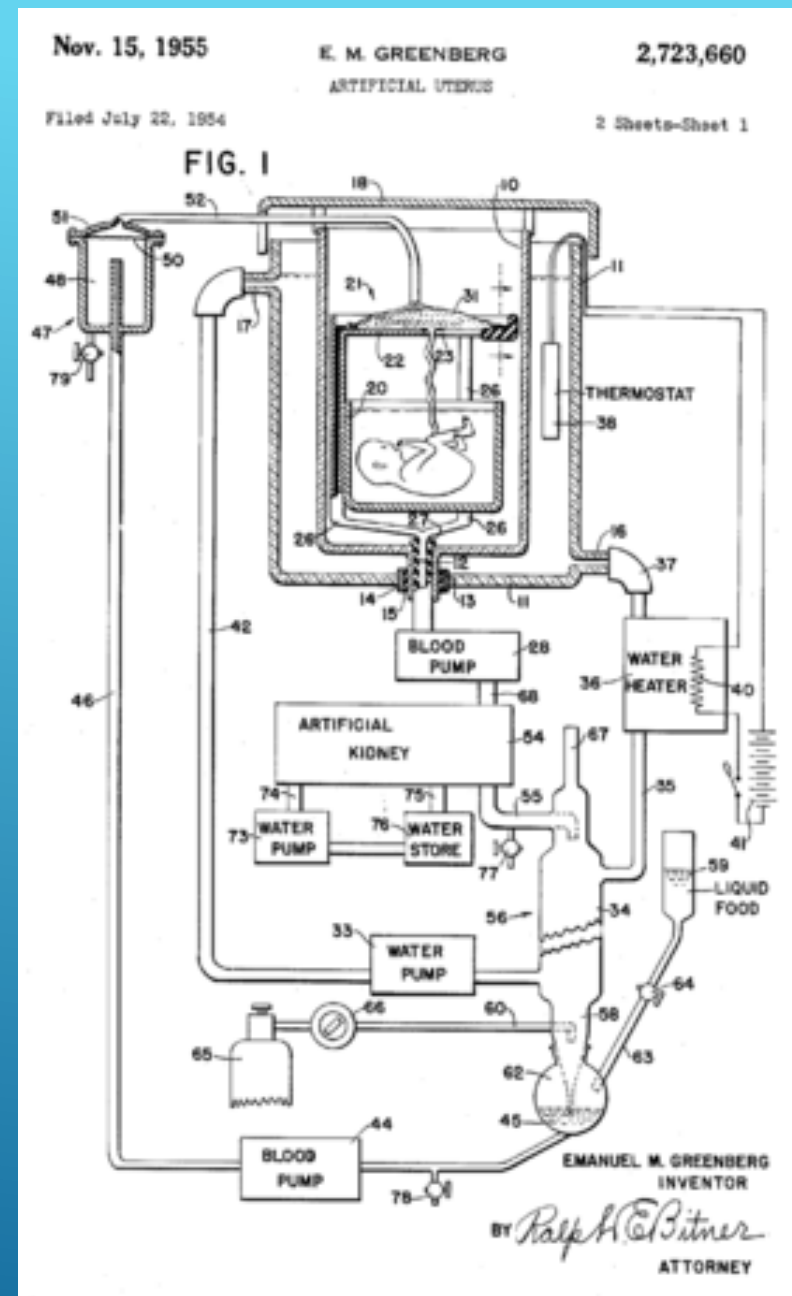 Nov. 15, 1955 E. M. GREENBERG 2,723,660
ARTIFICIAL UTERUS
Filed July 22, 1954 2 Sheets-Sheet 1
FIG. 1
18
10
52
51
50
11
48
21
31
47
17
22
23
79
20
26
THERMOSTAT
38
27
26
26
16
12
37
14
13
11
15
42
BLOOD
PUMP
28
WATER
HEATER
36
40
68
46
ARTIFICIAL
KIDNEY
54
67
74
75
55
35
41
73
WATER
PUMP
76
WATER
STORE
77
59
LIQUID
FOOD
56
34
33
WATER
PUMP
64
66
60
58
63
65
62
45
44
BLOOD
PUMP
78
EMANUEL M. GREENBERG
INVENTOR
BY Ralph E Bitner
ATTORNEY